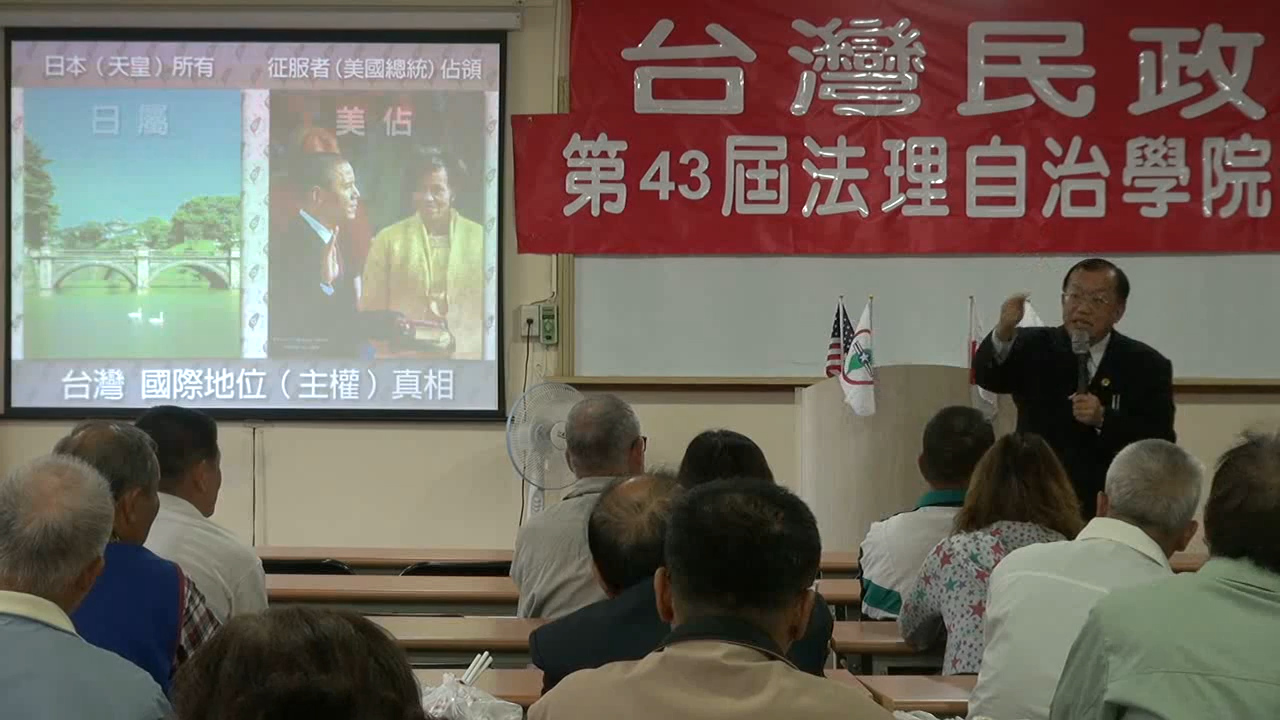 日本（天皇）所有
征服者（美國總統）佔領
日屬
美佔
台灣 國際地位（主權）真相
台灣民政
第43屆法理自治學院